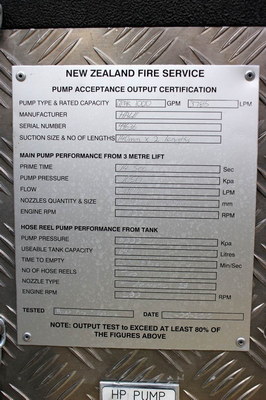 NEW ZEALAND FIRE SERVICE
PUMP ACCEPTANCE OUTPUT CERTIFICATION
PUMP TYPE & RATED CAPACITY 1000 GPM 3785 LPM
MANUFACTURER HALE
SERIAL NUMBER
SUCTION SIZE & NO OF LENGTHS
MAIN PUMP PERFORMANCE FROM 3 METRE LIFT
PRIME TIME Sec
PUMP PRESSURE Kpa
FLOW LPM
NOZZLES QUANTITY & SIZE mm
ENGINE RPM RPM
HOSE REEL PUMP PERFORMANCE FROM TANK
PUMP PRESSURE Kpa
USEABLE TANK CAPACITY Litres
TIME TO EMPTY Min/Sec
NO OF HOSE REELS
NOZZLE TYPE
ENGINE RPM RPM
TESTED DATE
NOTE: OUTPUT TEST to EXCEED AT LEAST 80% OF
THE FIGURES ABOVE
HP PUMP